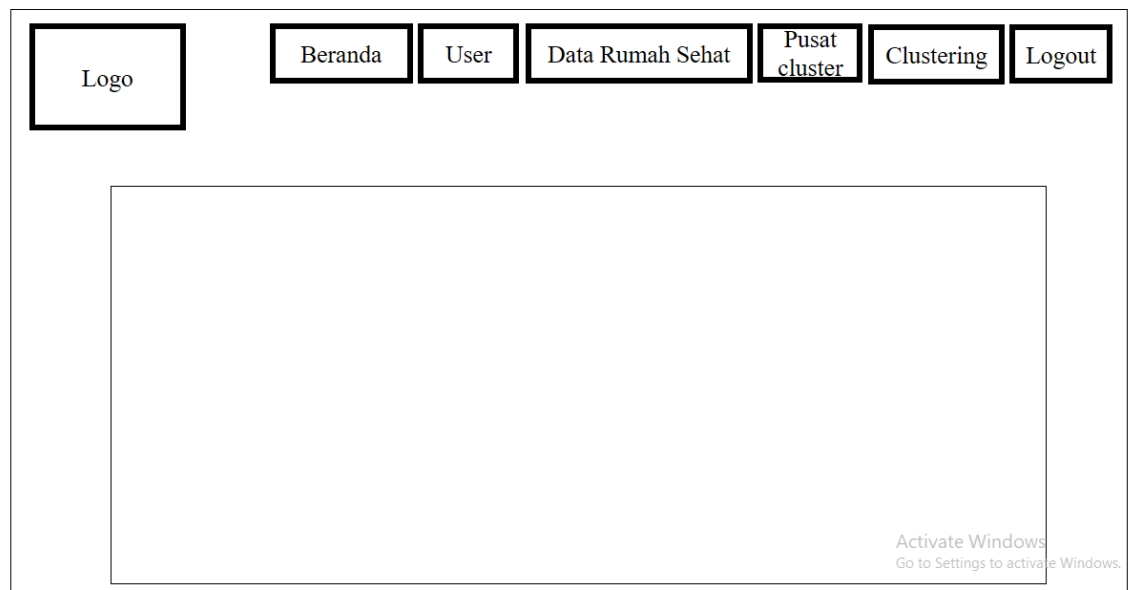 Logo
Beranda
User
Data Rumah Sehat
Pusat
cluster
Clustering
Logout
Activate Windows
Go to Settings to activate Windows.